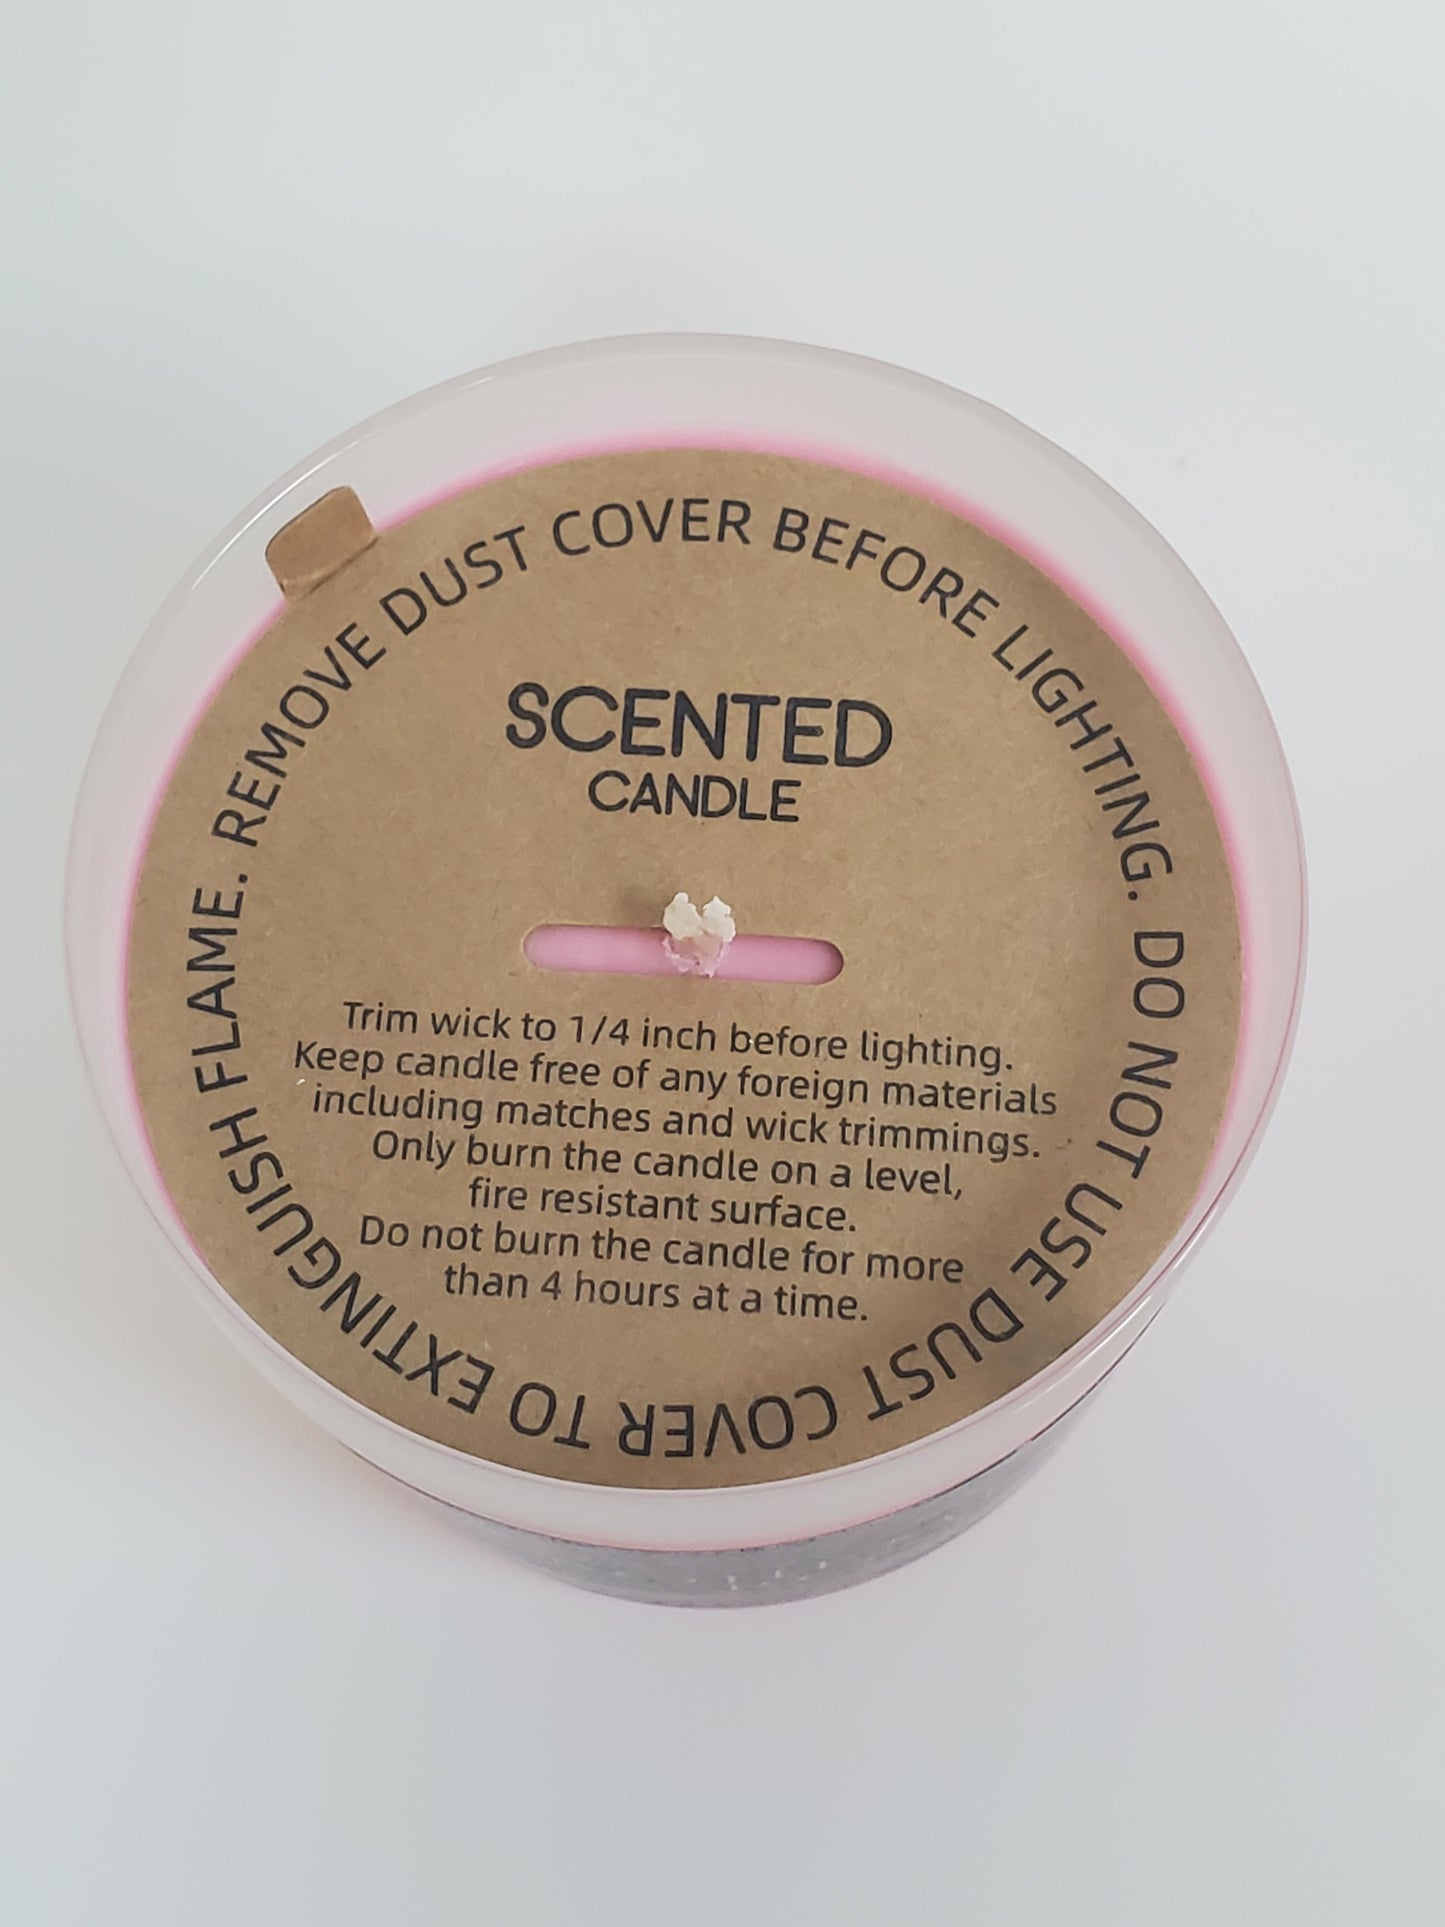 REMOVE DUST COVER BEFORE LIGHTING. DO NOT USE DUST COVER TO EXTINGUISH FLAME.
SCENTED
CANDLE
Trim wick to 1/4 inch before lighting.
Keep candle free of any foreign materials
including matches and wick trimmings.
Only burn the candle on a level,
fire resistant surface.
Do not burn the candle for more
than 4 hours at a time.